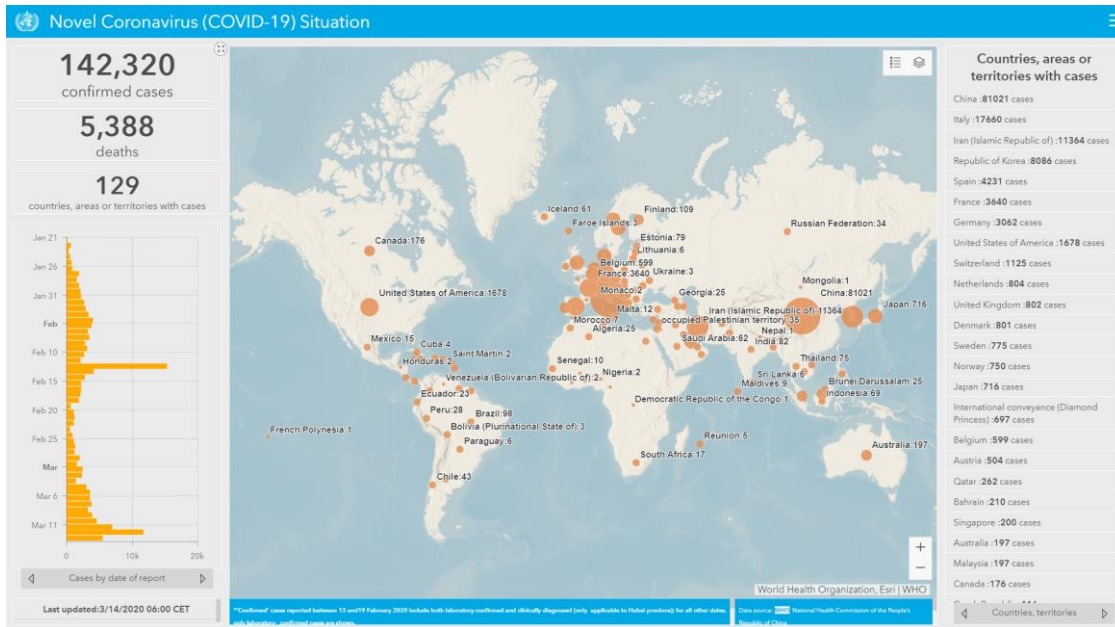 Novel Coronavirus (COVID-19) Situation
142,320
confirmed cases
5,388
deaths
129
countries, areas or territories with cases
Jan 21
Jan 26
Jan 31
Feb
Feb 10
Feb 15
Feb 20
Feb 25
Mar
Mar 6
Mar 11
0
10k
20k
Cases by date of report
Last updated:3/14/2020 06:00 CET
Iceland:61
Finland:109
Faroe Islands:3
Russian Federation:34
Canada:176
Estonia:79
Lithuania:6
Belgium:599
France:3640
Ukraine:3
Mongolia:1
United States of America:1678
Monaco:2
Georgia:25
China:81021
Malta:12
Iran (Islamic Republic of):11364
Japan:716
Morocco:7
occupied Palestinian territory:35
Algeria:25
Nepal:1
Mexico:15
Saudi Arabia:62
India:82
Cuba:4
Saint Martin:2
Honduras:2
Senegal:10
Thailand:75
Venezuela (Bolivarian Republic of):2
Nigeria:2
Sri Lanka:6
Maldives:9
Brunei Darussalam:25
Ecuador:23
Indonesia:69
Democratic Republic of the Congo:1
Peru:28
Brazil:98
French Polynesia:1
Bolivia (Plurinational State of):3
Paraguay:6
Reunion:5
Australia:197
South Africa:17
Chile:43
+
−
World Health Organization, Esri | WHO
"'Confirmed' cases reported between 13 and19 February 2020 include both laboratory-confirmed and clinically diagnosed (only applicable to Hubei province); for all other dates,
only laboratory- confirmed cases are shown.
Data source: WHO National Health Commission of the People's
Republic of China
Countries, areas or
territories with cases
China :81021 cases
Italy :17660 cases
Iran (Islamic Republic of) :11364 cases
Republic of Korea :8086 cases
Spain :4231 cases
France :3640 cases
Germany :3062 cases
United States of America :1678 cases
Switzerland :1125 cases
Netherlands :804 cases
United Kingdom :802 cases
Denmark :801 cases
Sweden :775 cases
Norway :750 cases
Japan :716 cases
International conveyance (Diamond
Princess) :697 cases
Belgium :599 cases
Austria :504 cases
Qatar :262 cases
Bahrain :210 cases
Singapore :200 cases
Australia :197 cases
Malaysia :197 cases
Canada :176 cases
Countries, territories